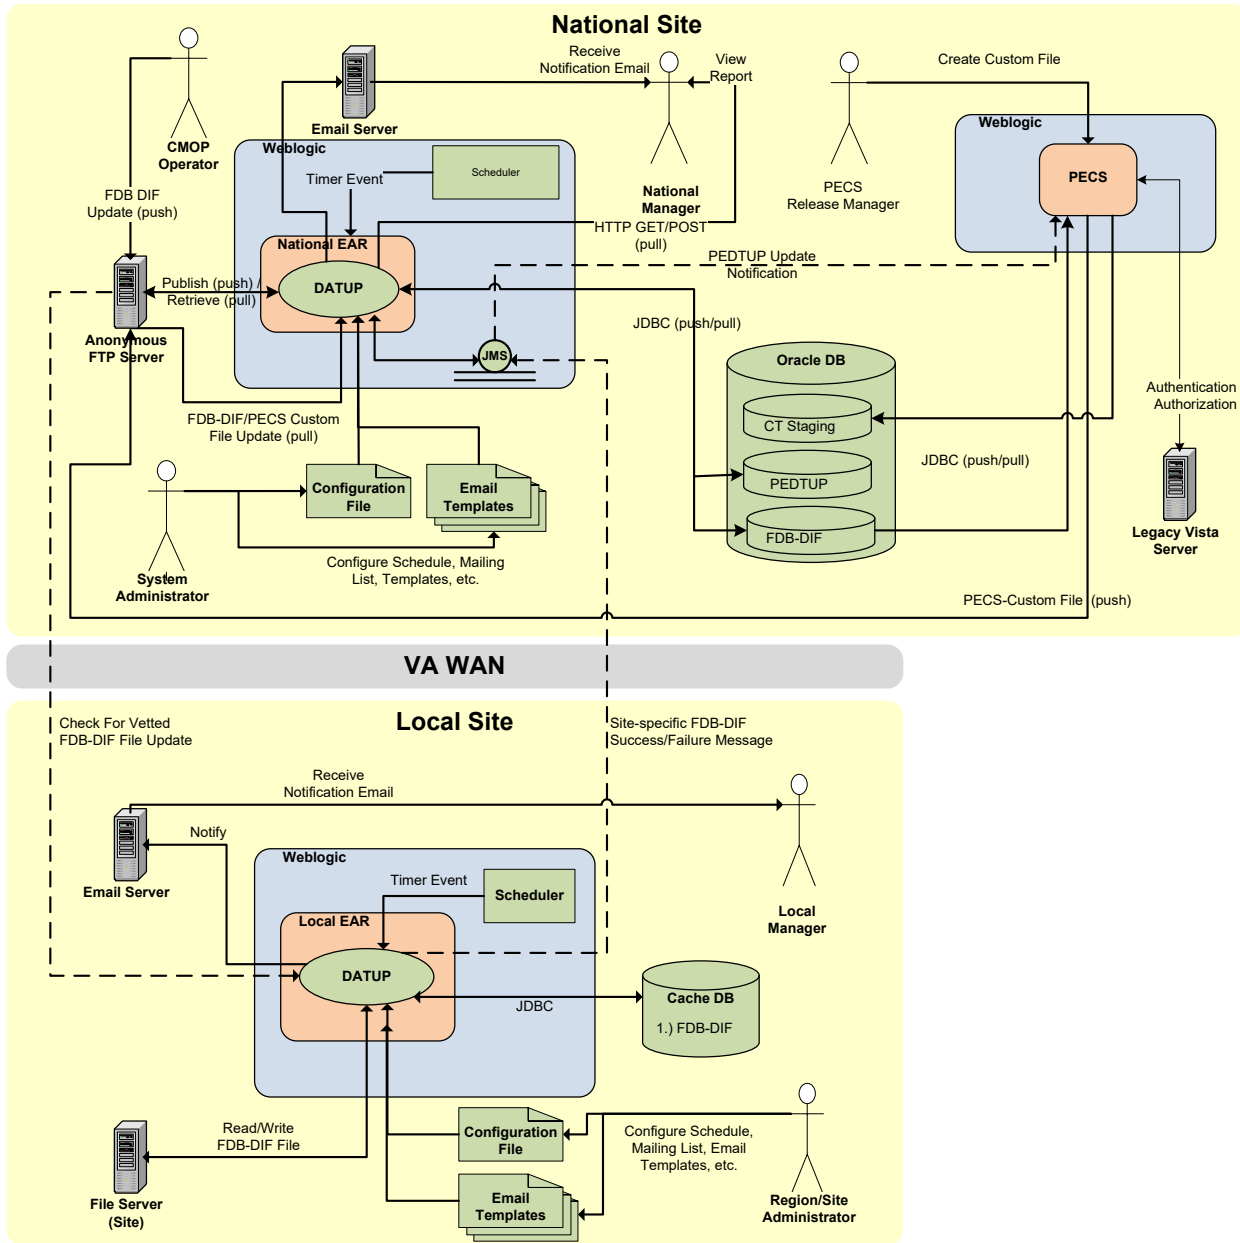 National Site
CMOP
Operator
Email Server
Receive
Notification Email
View
Report
National
Manager
PECS
Release Manager
Create Custom File
Weblogic
PECS
FDB DIF
Update (push)
Weblogic
Timer Event
Scheduler
National EAR
DATUP
HTTP GET/POST
(pull)
PEDTUP Update
Notification
Publish (push) /
Retrieve (pull)
Anonymous
FTP Server
JMS
JDBC (push/pull)
Oracle DB
CT Staging
PEDTUP
FDB-DIF
Authentication
Authorization
JDBC (push/pull)
Legacy Vista
Server
FDB-DIF/PECS Custom
File Update (pull)
Configuration
File
Email
Templates
System
Administrator
Configure Schedule, Mailing
List, Templates, etc.
PECS-Custom File (push)
VA WAN
Local Site
Check For Vetted
FDB-DIF File Update
Site-specific FDB-DIF
Success/Failure Message
Receive
Notification Email
Notify
Email Server
Local
Manager
Weblogic
Timer Event
Scheduler
Local EAR
DATUP
JDBC
Cache DB
1.) FDB-DIF
Read/Write
FDB-DIF File
File Server
(Site)
Configuration
File
Email
Templates
Configure Schedule,
Mailing List, Email
Templates, etc.
Region/Site
Administrator